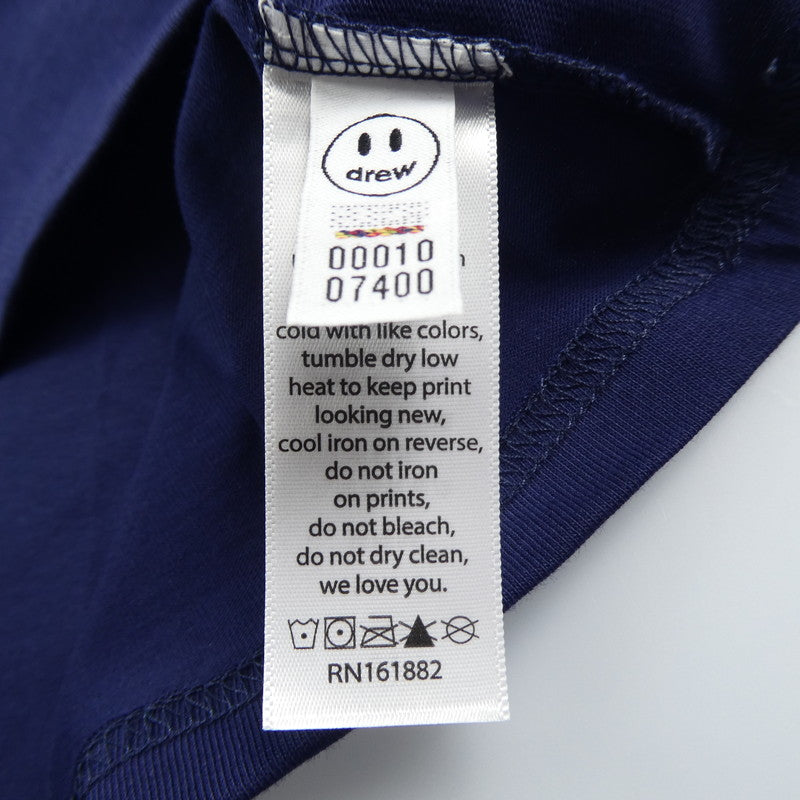 drew
00010
07400
cold with like colors,
tumble dry low
heat to keep print
looking new,
cool iron on reverse,
do not iron
on prints,
do not bleach,
do not dry clean,
we love you.
RN161882